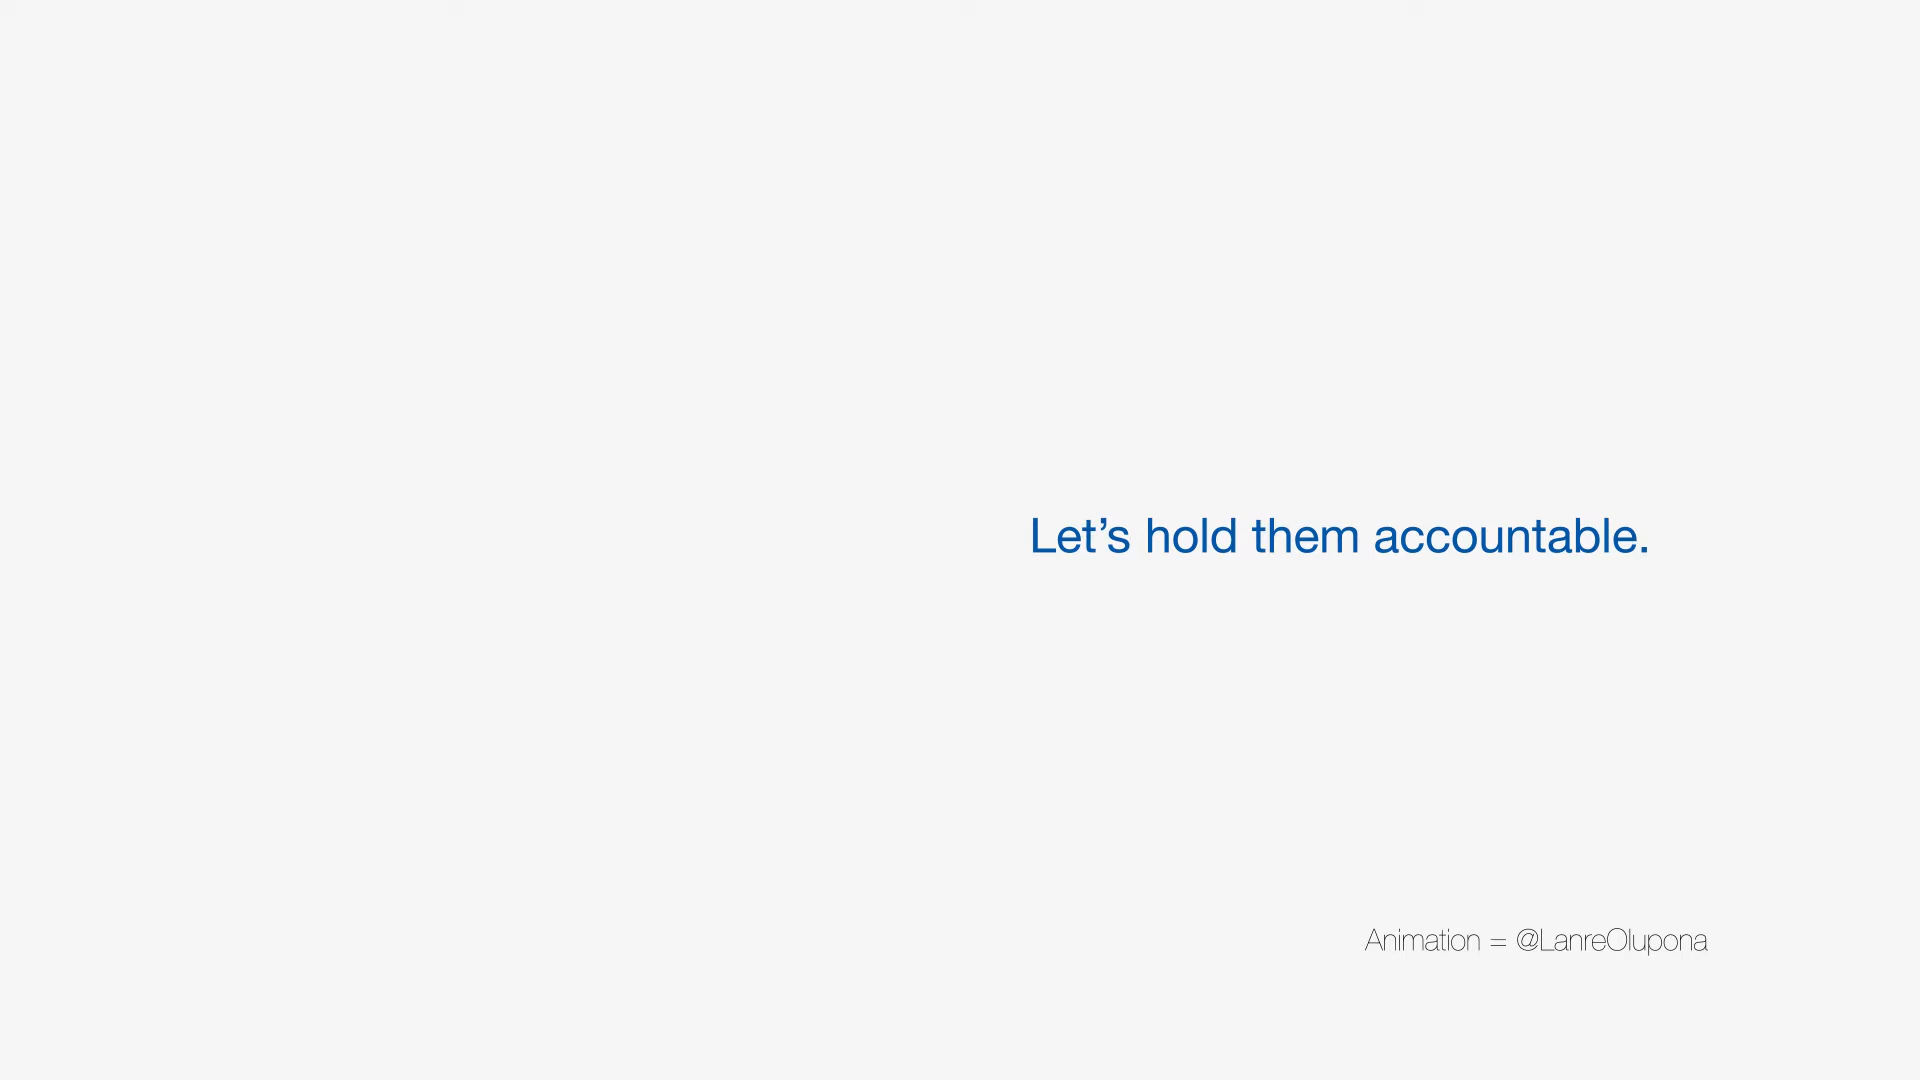 Let’s hold them accountable.
Animation = @LanreOlupona